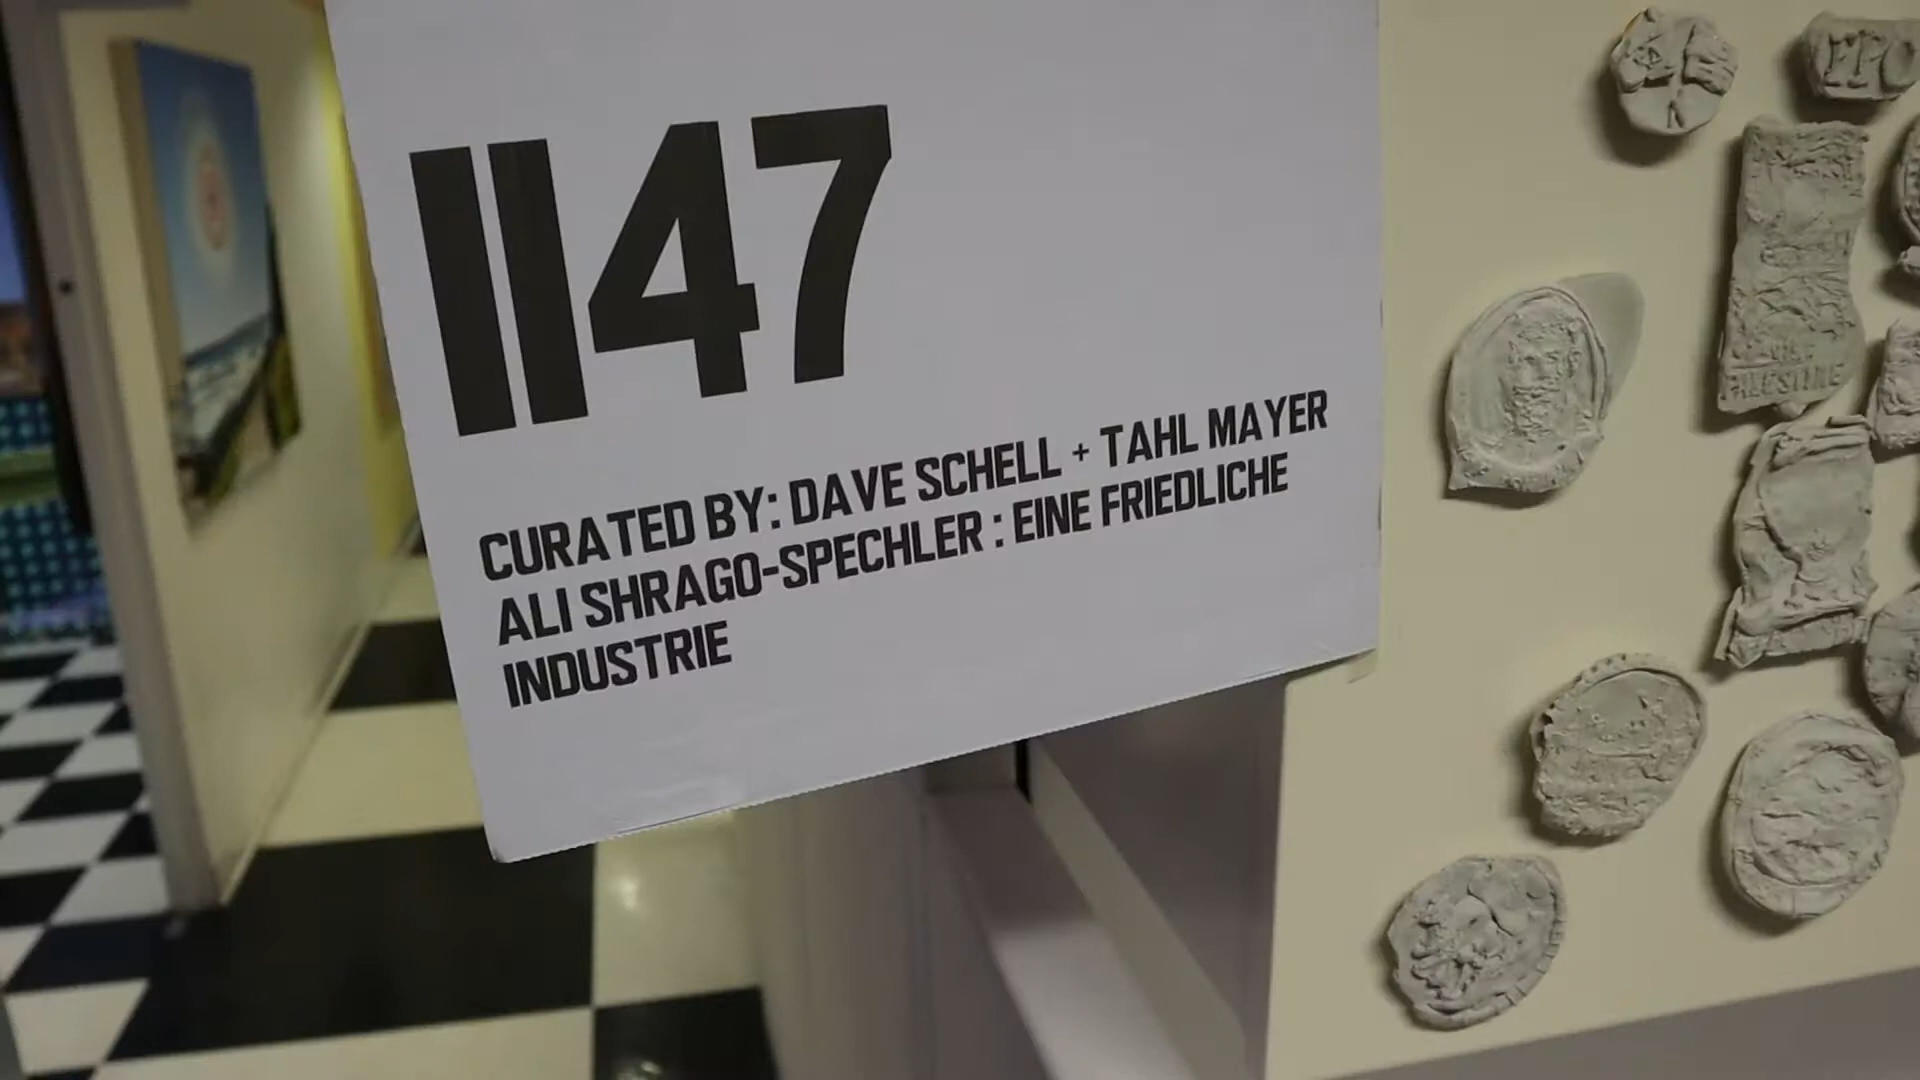 1147
CURATED BY: DAVE SCHELL + TAHL MAYER
ALI SHRAGO-SPECHLER : EINE FRIEDLICHE
INDUSTRIE